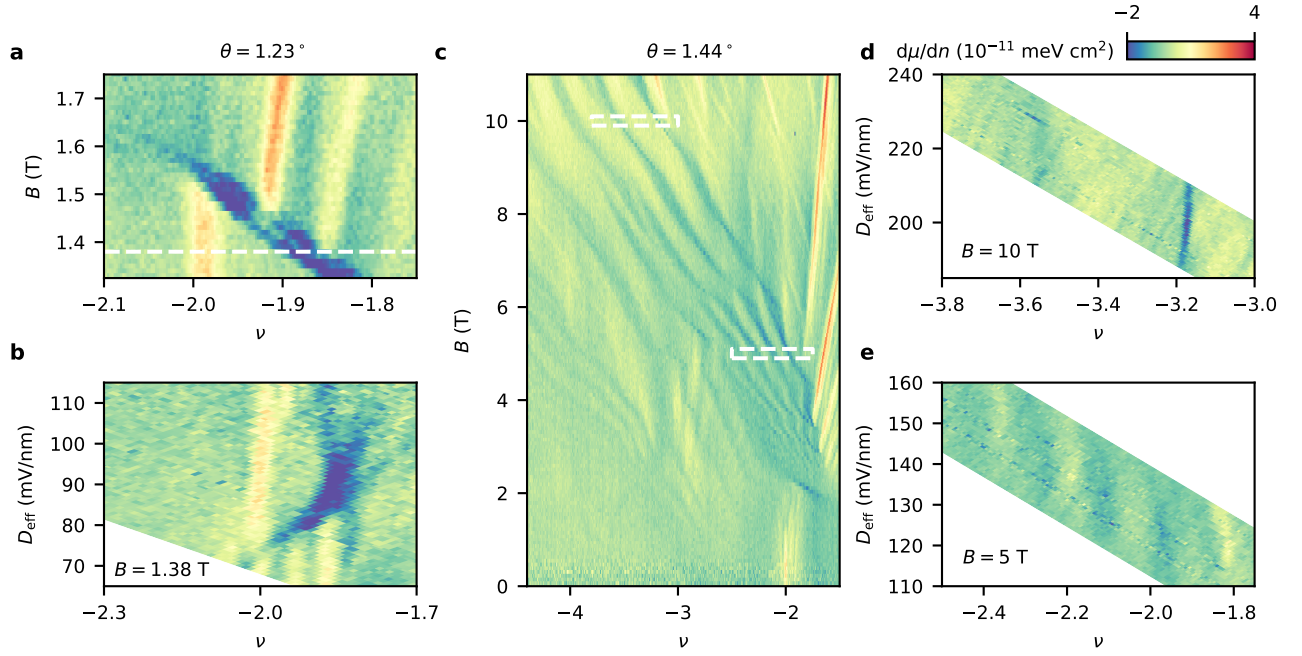 a
θ = 1.23°
1.7
1.6
1.5
1.4
B (T)
−2.1
−2.0
−1.9
−1.8
ν
b
110
100
90
80
70
D_eff (mV/nm)
B = 1.38 T
−2.3
−2.0
−1.7
ν
c
θ = 1.44°
10
8
6
4
2
0
B (T)
−4
−3
−2
ν
−2
4
d
dμ/dn (10⁻¹¹ meV cm²)
240
220
200
D_eff (mV/nm)
B = 10 T
−3.8
−3.6
−3.4
−3.2
−3.0
ν
e
160
150
140
130
120
110
D_eff (mV/nm)
B = 5 T
−2.4
−2.2
−2.0
−1.8
ν